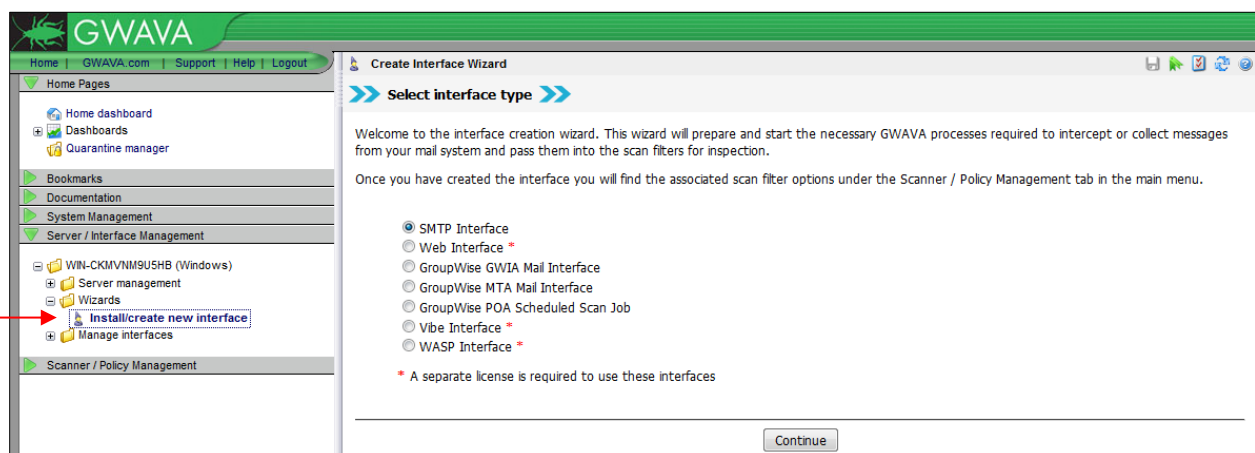 GWAVA
Home | GWAVA.com | Support | Help | Logout
Home Pages
Home dashboard
Dashboards
Quarantine manager
Bookmarks
Documentation
System Management
Server / Interface Management
WIN-CKMVNM9U5HB (Windows)
Server management
Wizards
Install/create new interface
Manage interfaces
Scanner / Policy Management
Create Interface Wizard
Select interface type
Welcome to the interface creation wizard. This wizard will prepare and start the necessary GWAVA processes required to intercept or collect messages
from your mail system and pass them into the scan filters for inspection.
Once you have created the interface you will find the associated scan filter options under the Scanner / Policy Management tab in the main menu.
SMTP Interface
Web Interface *
GroupWise GWIA Mail Interface
GroupWise MTA Mail Interface
GroupWise POA Scheduled Scan Job
Vibe Interface *
WASP Interface *
* A separate license is required to use these interfaces
Continue